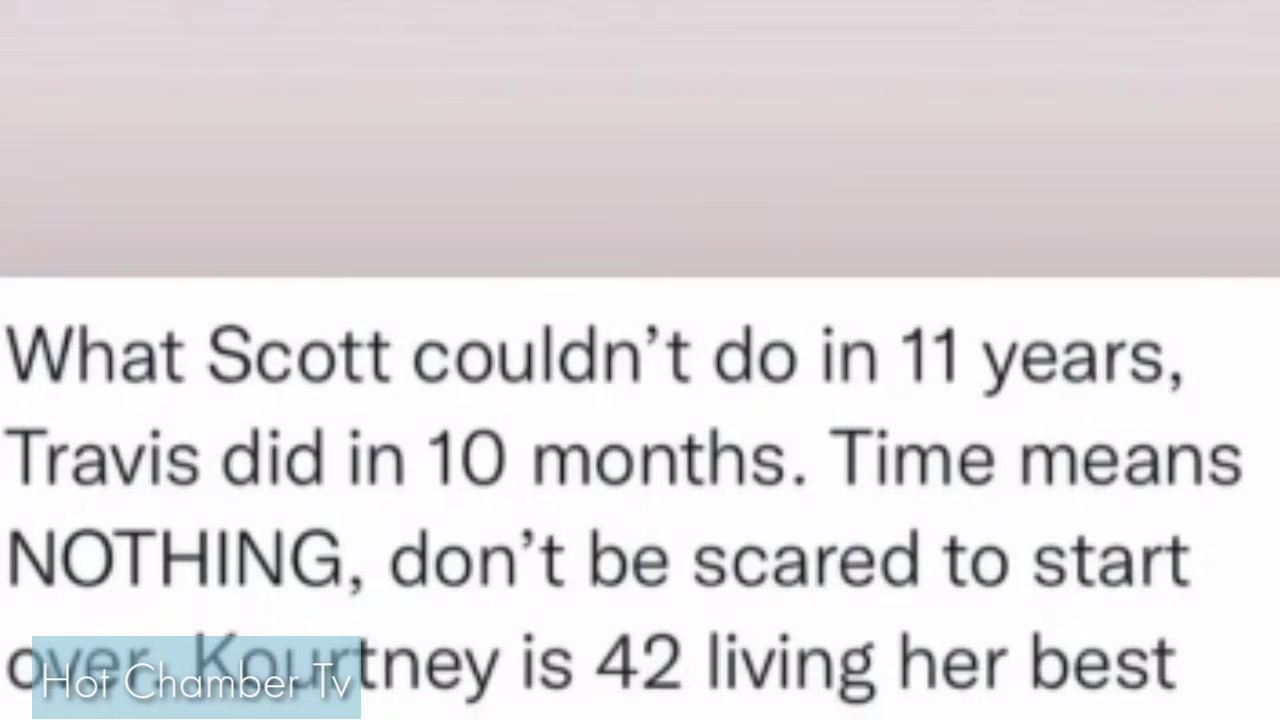 What Scott couldn’t do in 11 years,
Travis did in 10 months. Time means
NOTHING, don’t be scared to start
over. Kourtney is 42 living her best
Hot Chamber Tv